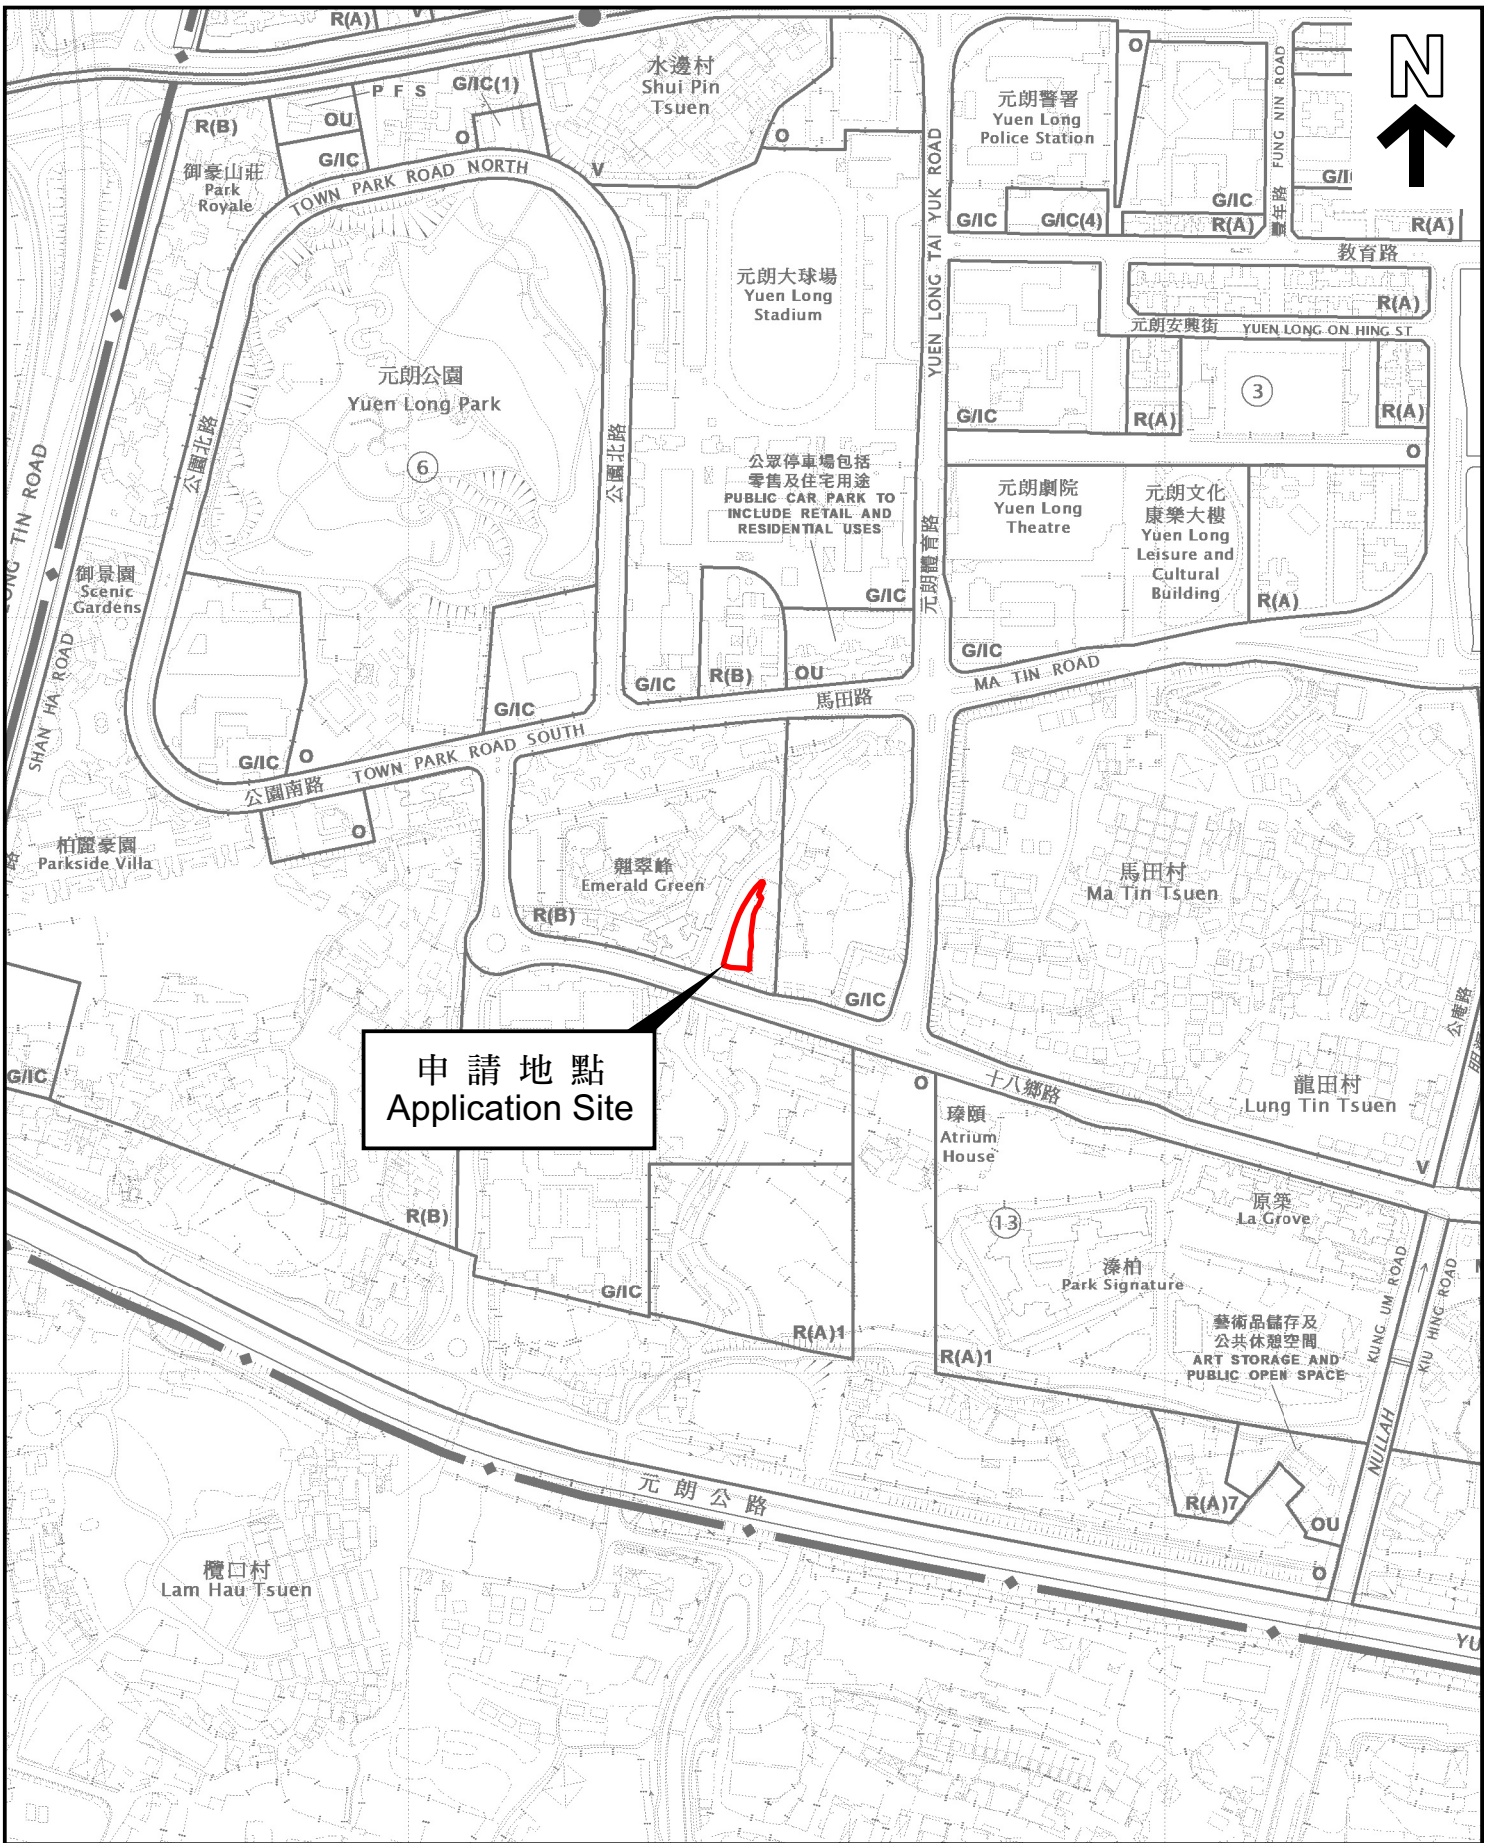 R(A)
V
水邊村
Shui Pin
Tsuen
O
元朗警署
Yuen Long
Police Station
FUNG NIN ROAD
豐年路
N
P F S
G/IC(1)
R(B)
OU
O
G/IC
御豪山莊
Park
Royale
TOWN PARK ROAD NORTH
V
O
YUEN LONG TAI YUK ROAD
G/IC
G/IC(4)
G/IC
R(A)
R(A)
教育路
元朗大球場
Yuen Long
Stadium
R(A)
元朗安興街
YUEN LONG ON HING ST
元朗公園
Yuen Long Park
6
公園北路
公園北路
3
G/IC
R(A)
R(A)
O
公眾停車場包括
零售及住宅用途
PUBLIC CAR PARK TO
INCLUDE RETAIL AND
RESIDENTIAL USES
元朗體育路
元朗劇院
Yuen Long
Theatre
元朗文化
康樂大樓
Yuen Long
Leisure and
Cultural
Building
R(A)
LONG TIN ROAD
御景園
Scenic
Gardens
SHAN HA ROAD
G/IC
G/IC
MA TIN ROAD
G/IC
R(B)
OU
馬田路
G/IC
G/IC
O
公園南路
TOWN PARK ROAD SOUTH
O
柏麗豪園
Parkside Villa
翹翠峰
Emerald Green
R(B)
馬田村
Ma Tin Tsuen
G/IC
公庵路
申請地點
Application Site
G/IC
O
十八鄉路
龍田村
Lung Tin Tsuen
瑧頤
Atrium
House
V
R(B)
13
原築
La Grove
溱柏
Park Signature
G/IC
R(A)1
R(A)1
藝術品儲存及
公共休憩空間
ART STORAGE AND
PUBLIC OPEN SPACE
KUNG UM ROAD
KIU HING ROAD
NULLAH
元朗公路
R(A)7
OU
O
欖口村
Lam Hau Tsuen
YU